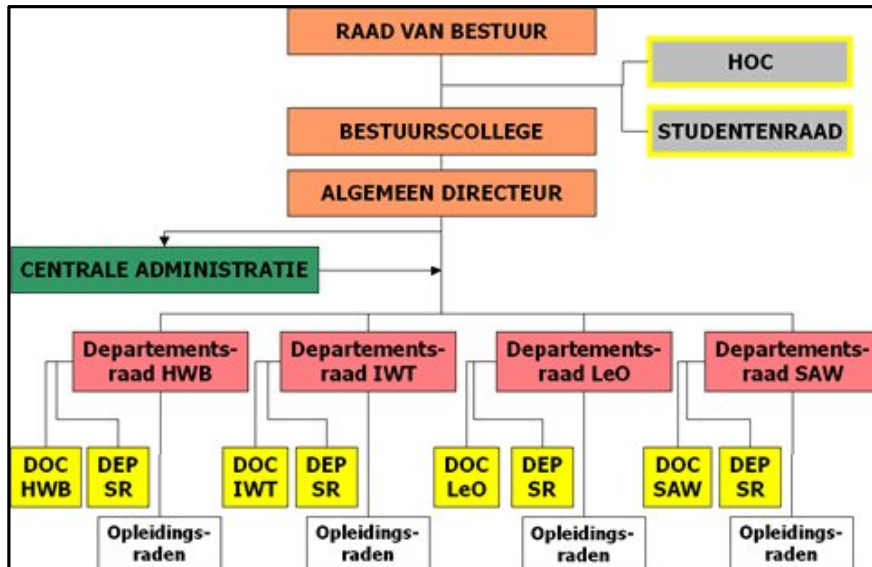 RAAD VAN BESTUUR
HOC
BESTUURSCOLLEGE
STUDENTENRAAD
ALGEMEEN DIRECTEUR
CENTRALE ADMINISTRATIE
Departements-
raad HWB
Departements-
raad IWT
Departements-
raad LeO
Departements-
raad SAW
DOC
HWB
DEP
SR
DOC
IWT
DEP
SR
DOC
LeO
DEP
SR
DOC
SAW
DEP
SR
Opleidings-
raden
Opleidings-
raden
Opleidings-
raden
Opleidings-
raden